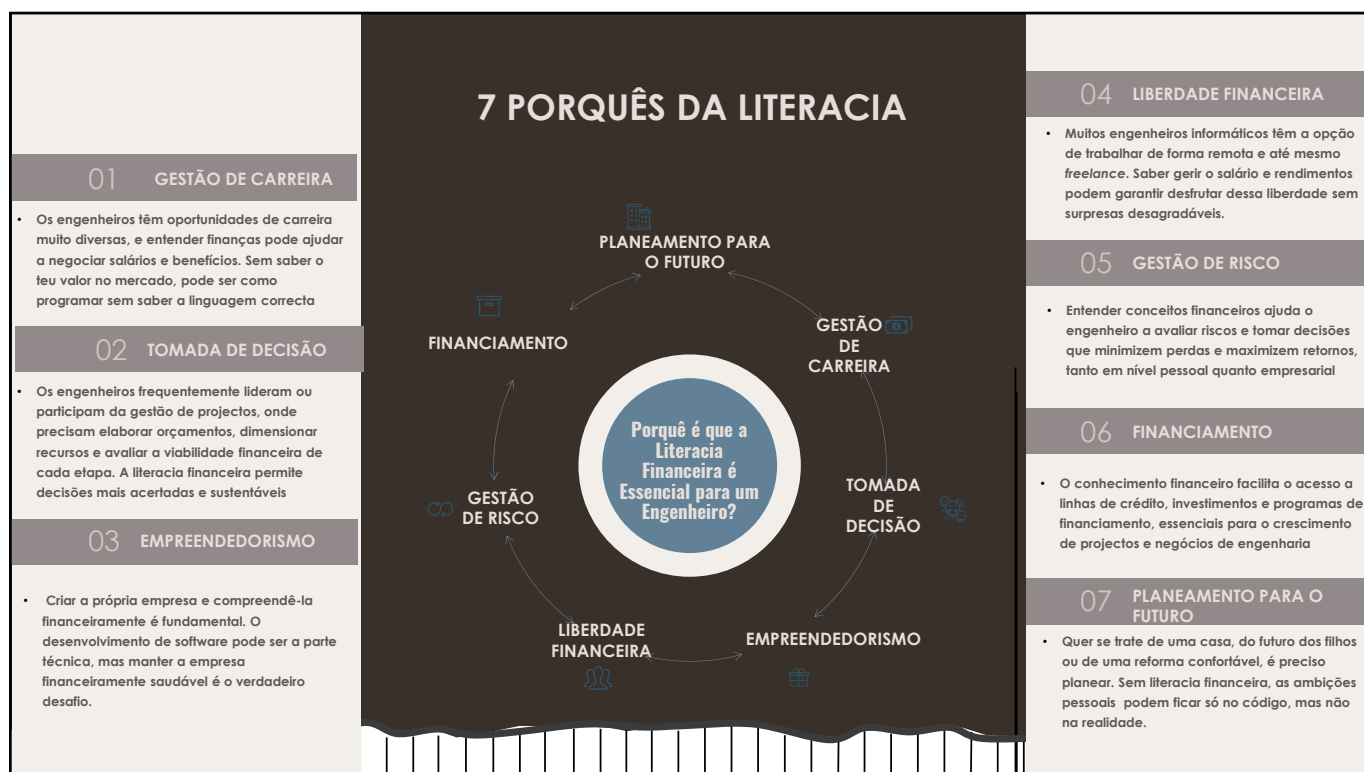 7 PORQUÊS DA LITERACIA
01 GESTÃO DE CARREIRA
• Os engenheiros têm oportunidades de carreira
muito diversas, e entender finanças pode ajudar
a negociar salários e benefícios. Sem saber o
teu valor no mercado, pode ser como
programar sem saber a linguagem correcta
02 TOMADA DE DECISÃO
• Os engenheiros frequentemente lideram ou
participam da gestão de projectos, onde
precisam elaborar orçamentos, dimensionar
recursos e avaliar a viabilidade financeira de
cada etapa. A literacia financeira permite
decisões mais acertadas e sustentáveis
03 EMPREENDEDORISMO
• Criar a própria empresa e compreendê-la
financeiramente é fundamental. O
desenvolvimento de software pode ser a parte
técnica, mas manter a empresa
financeiramente saudável é o verdadeiro
desafio.
PLANEAMENTO PARA
O FUTURO
GESTÃO
DE
CARREIRA
TOMADA
DE
DECISÃO
EMPREENDEDORISMO
LIBERDADE
FINANCEIRA
GESTÃO
DE RISCO
FINANCIAMENTO
Porquê é que a
Literacia
Financeira é
Essencial para um
Engenheiro?
04 LIBERDADE FINANCEIRA
• Muitos engenheiros informáticos têm a opção
de trabalhar de forma remota e até mesmo
freelance. Saber gerir o salário e rendimentos
podem garantir desfrutar dessa liberdade sem
surpresas desagradáveis.
05 GESTÃO DE RISCO
• Entender conceitos financeiros ajuda o
engenheiro a avaliar riscos e tomar decisões
que minimizem perdas e maximizem retornos,
tanto em nível pessoal quanto empresarial
06 FINANCIAMENTO
• O conhecimento financeiro facilita o acesso a
linhas de crédito, investimentos e programas de
financiamento, essenciais para o crescimento
de projectos e negócios de engenharia
07 PLANEAMENTO PARA O
FUTURO
• Quer se trate de uma casa, do futuro dos filhos
ou de uma reforma confortável, é preciso
planear. Sem literacia financeira, as ambições
pessoais podem ficar só no código, mas não
na realidade.